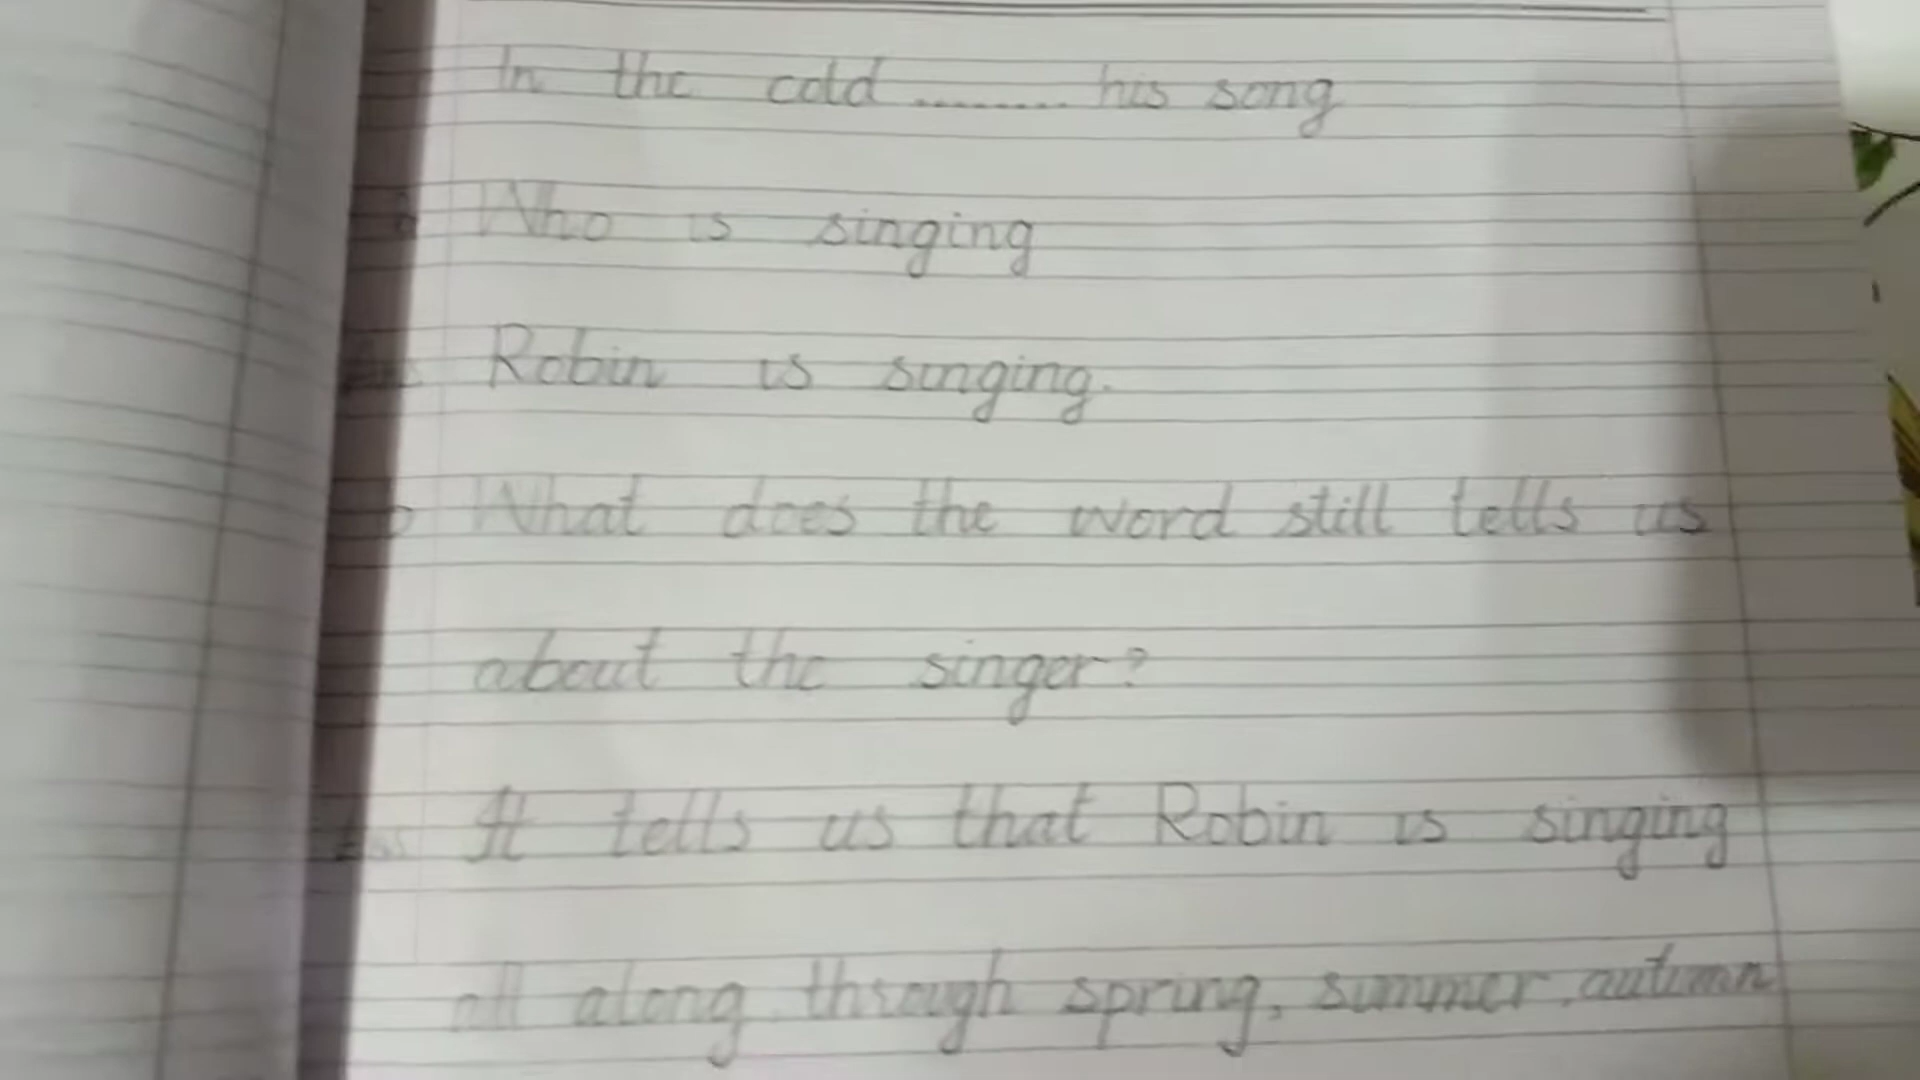 In the cold ......... his song
Who is singing
Robin is singing.
What does the word still tells us
about the singer?
Ans It tells us that Robin is singing
all along through spring, summer, autumn